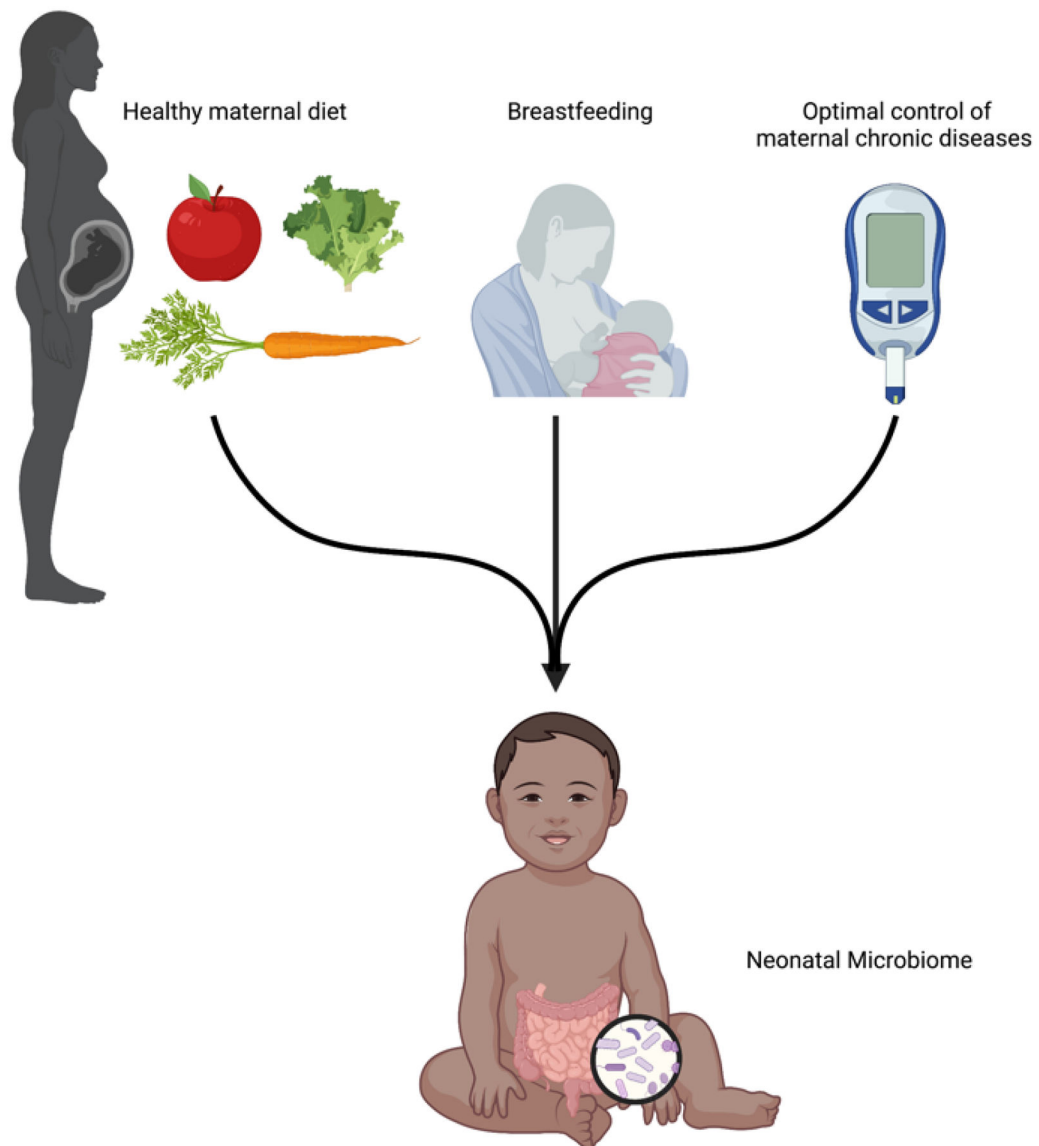 Healthy maternal diet
Breastfeeding
Optimal control of
maternal chronic diseases
Neonatal Microbiome